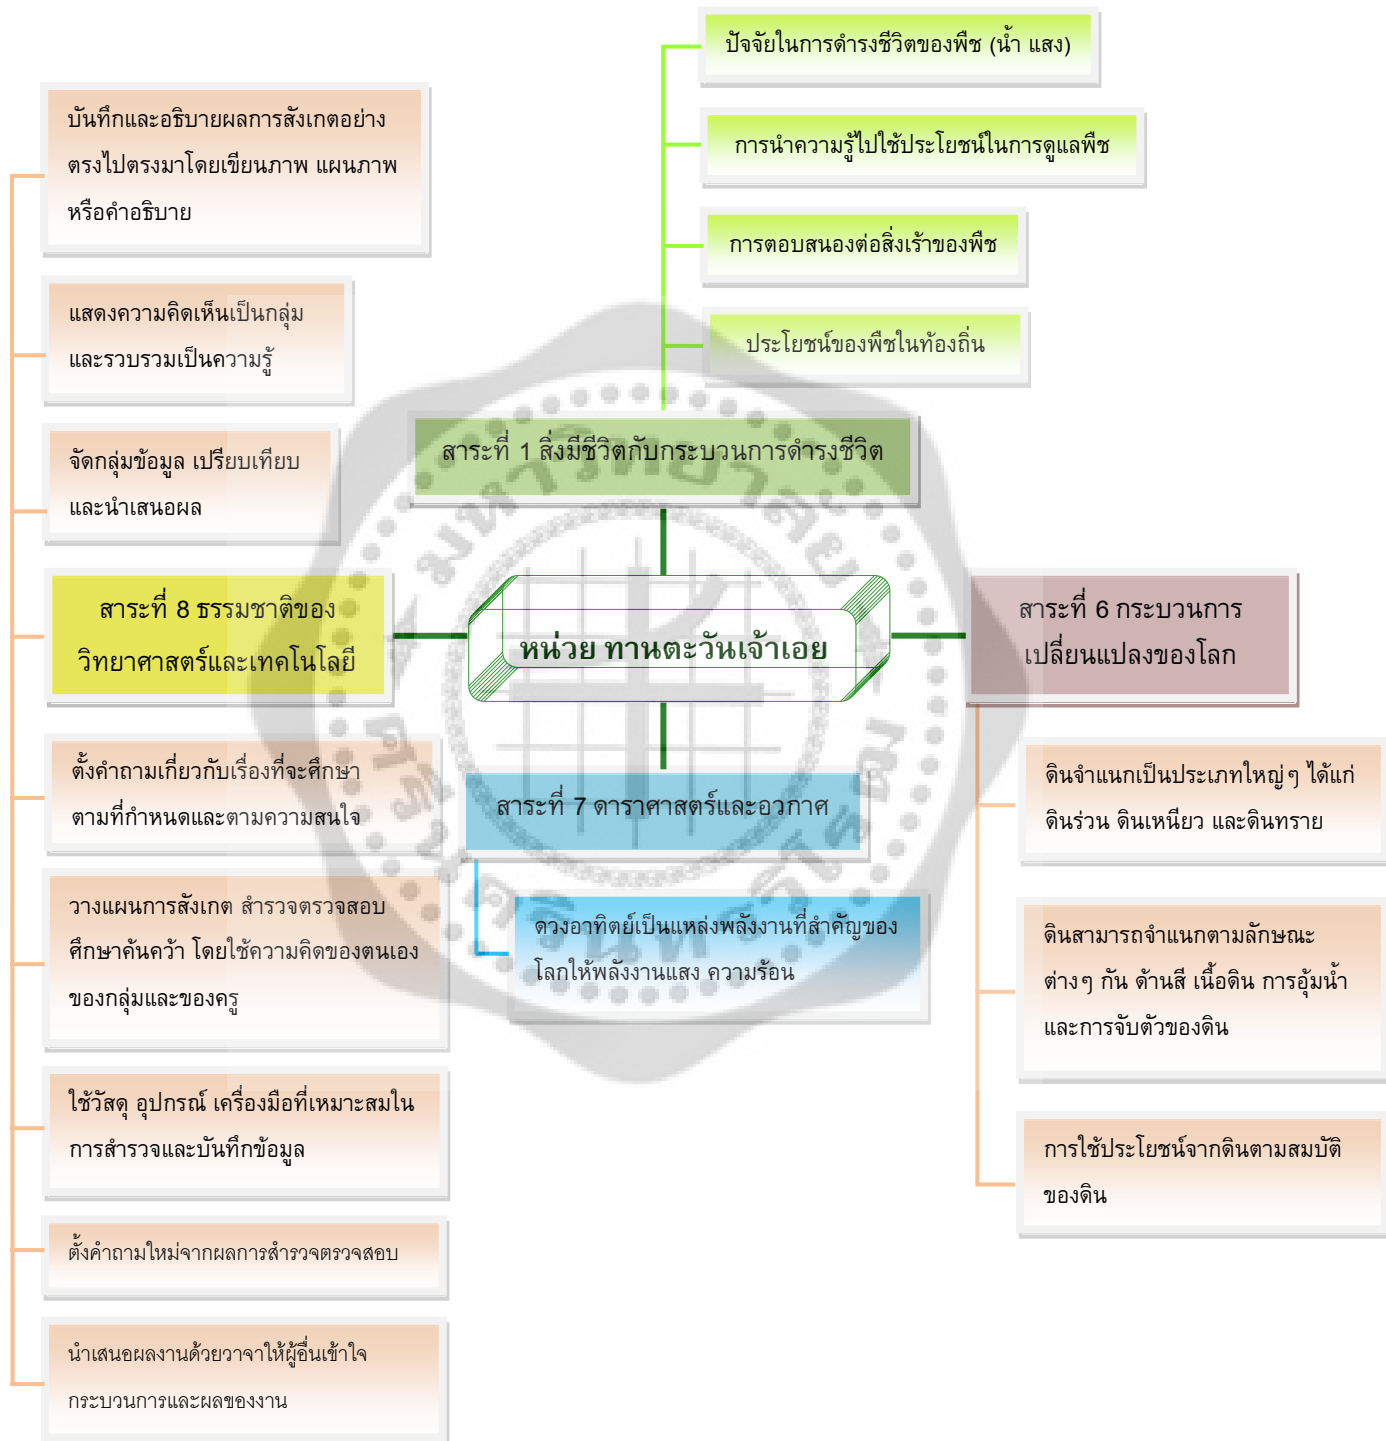 ปัจจัยในการดำรงชีวิตของพืช (น้ำ แสง)
การนำความรู้ไปใช้ประโยชน์ในการดูแลพืช
การตอบสนองต่อสิ่งเร้าของพืช
ประโยชน์ของพืชในท้องถิ่น
สาระที่ 1 สิ่งมีชีวิตกับกระบวนการดำรงชีวิต
บันทึกและอธิบายผลการสังเกตอย่าง
ตรงไปตรงมาโดยเขียนภาพ แผนภาพ
หรือคำอธิบาย
แสดงความคิดเห็นเป็นกลุ่ม
และรวบรวมเป็นความรู้
จัดกลุ่มข้อมูล เปรียบเทียบ
และนำเสนอผล
สาระที่ 8 ธรรมชาติของ
วิทยาศาสตร์และเทคโนโลยี
หน่วย ทานตะวันเจ้าเอย
สาระที่ 6 กระบวนการ
เปลี่ยนแปลงของโลก
ตั้งคำถามเกี่ยวกับเรื่องที่จะศึกษา
ตามที่กำหนดและตามความสนใจ
วางแผนการสังเกต สำรวจตรวจสอบ
ศึกษาค้นคว้า โดยใช้ความคิดของตนเอง
ของกลุ่มและของครู
ใช้วัสดุ อุปกรณ์ เครื่องมือที่เหมาะสมใน
การสำรวจและบันทึกข้อมูล
ตั้งคำถามใหม่จากผลการสำรวจตรวจสอบ
นำเสนอผลงานด้วยวาจาให้ผู้อื่นเข้าใจ
กระบวนการและผลของงาน
สาระที่ 7 ดาราศาสตร์และอวกาศ
ดวงอาทิตย์เป็นแหล่งพลังงานที่สำคัญของ
โลกให้พลังงานแสง ความร้อน
ดินจำแนกเป็นประเภทใหญ่ๆ ได้แก่
ดินร่วน ดินเหนียว และดินทราย
ดินสามารถจำแนกตามลักษณะ
ต่างๆ กัน ด้านสี เนื้อดิน การอุ้มน้ำ
และการจับตัวของดิน
การใช้ประโยชน์จากดินตามสมบัติ
ของดิน
มหาวิทยาลัย
ศรีนครินทรวิโรฒ